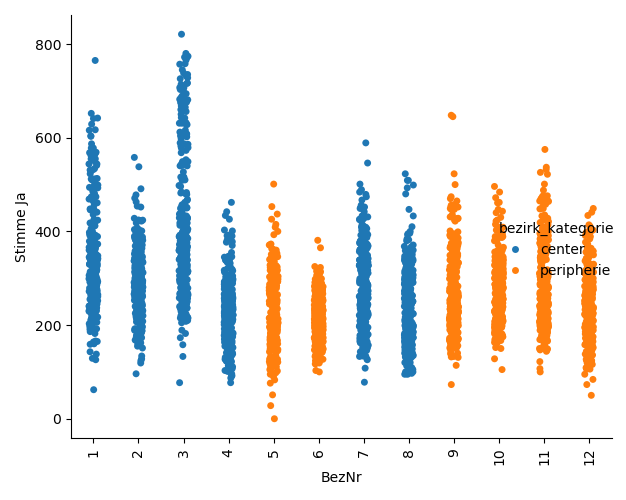 800
600
400
200
0
Stimme Ja
bezirk_kategorie
center
peripherie
1 2 3 4 5 6 7 8 9 10 11 12
BezNr